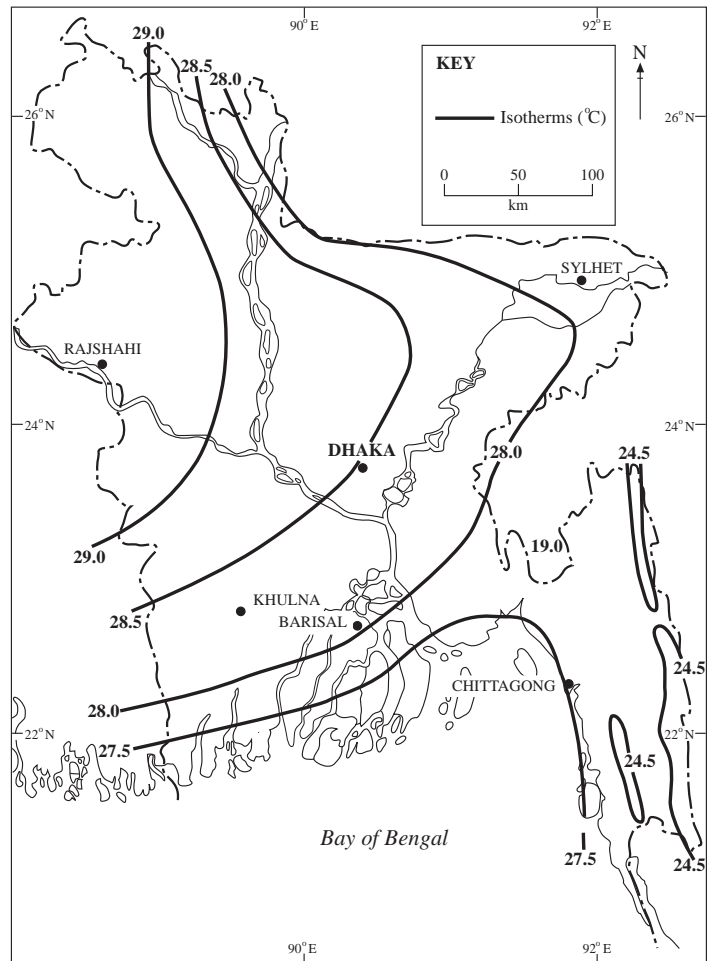 90°E
92°E
29.0
28.5
28.0
KEY
Isotherms (°C)
0 50 100
km
N
26°N
26°N
SYLHET
RAJSHAHI
24°N
DHAKA
28.0
24.5
24°N
29.0
19.0
28.5
KHULNA
BARISAL
24.5
CHITTAGONG
28.0
22°N
27.5
24.5
22°N
Bay of Bengal
27.5
24.5
90°E
92°E